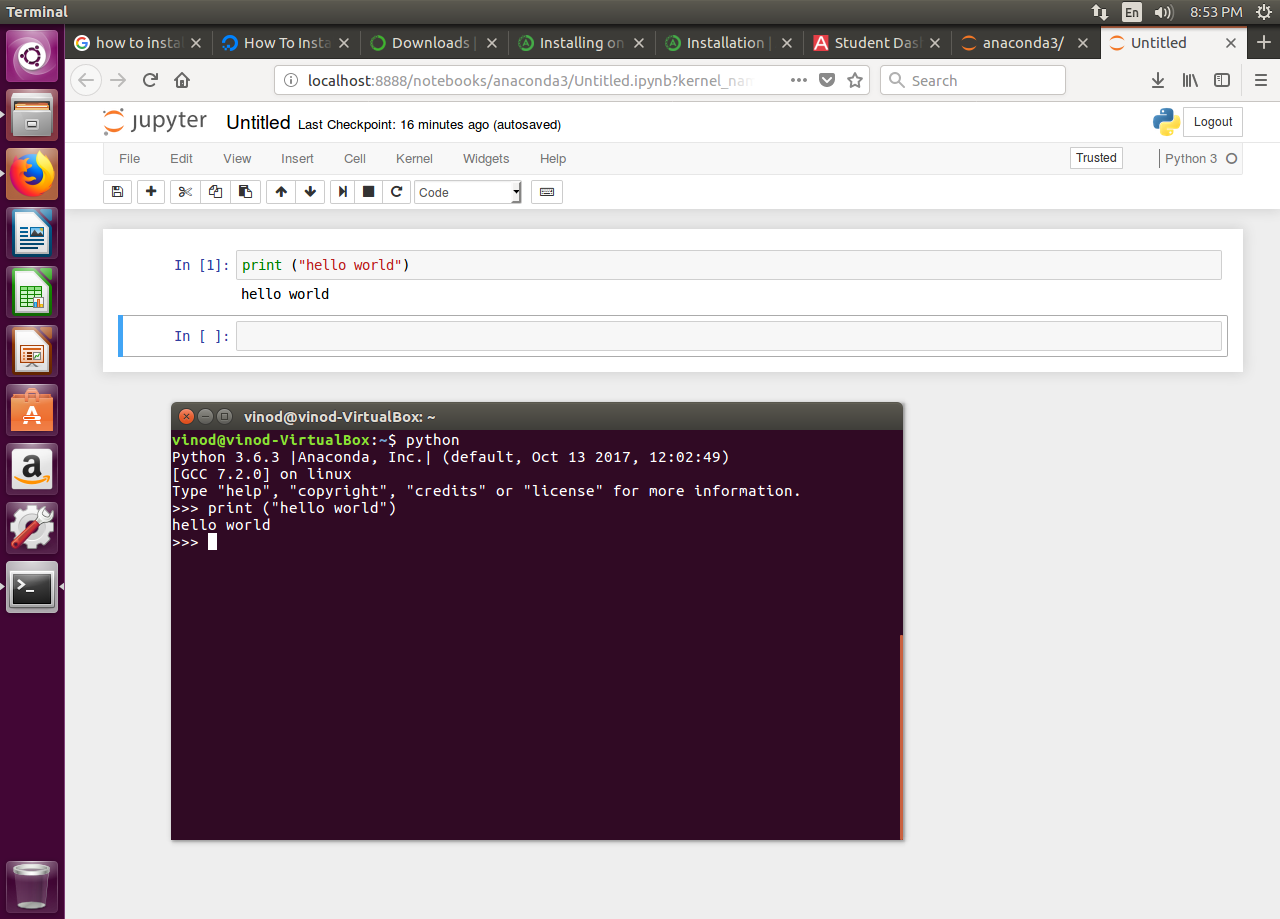 Terminal
En
8:53 PM
how to insta
How To Insta
Downloads |
Installing on
Installation |
Student Das
anaconda3/
Untitled
localhost:8888/notebooks/anaconda3/Untitled.ipynb?kernel_nam
Search
jupyter Untitled Last Checkpoint: 16 minutes ago (autosaved)
Logout
File Edit View Insert Cell Kernel Widgets Help
Trusted
Python 3
Code
In [1]: print ("hello world")
hello world
In [ ]:
vinod@vinod-VirtualBox: ~
vinod@vinod-VirtualBox:~$ python
Python 3.6.3 |Anaconda, Inc.| (default, Oct 13 2017, 12:02:49)
[GCC 7.2.0] on linux
Type "help", "copyright", "credits" or "license" for more information.
>>> print ("hello world")
hello world
>>>